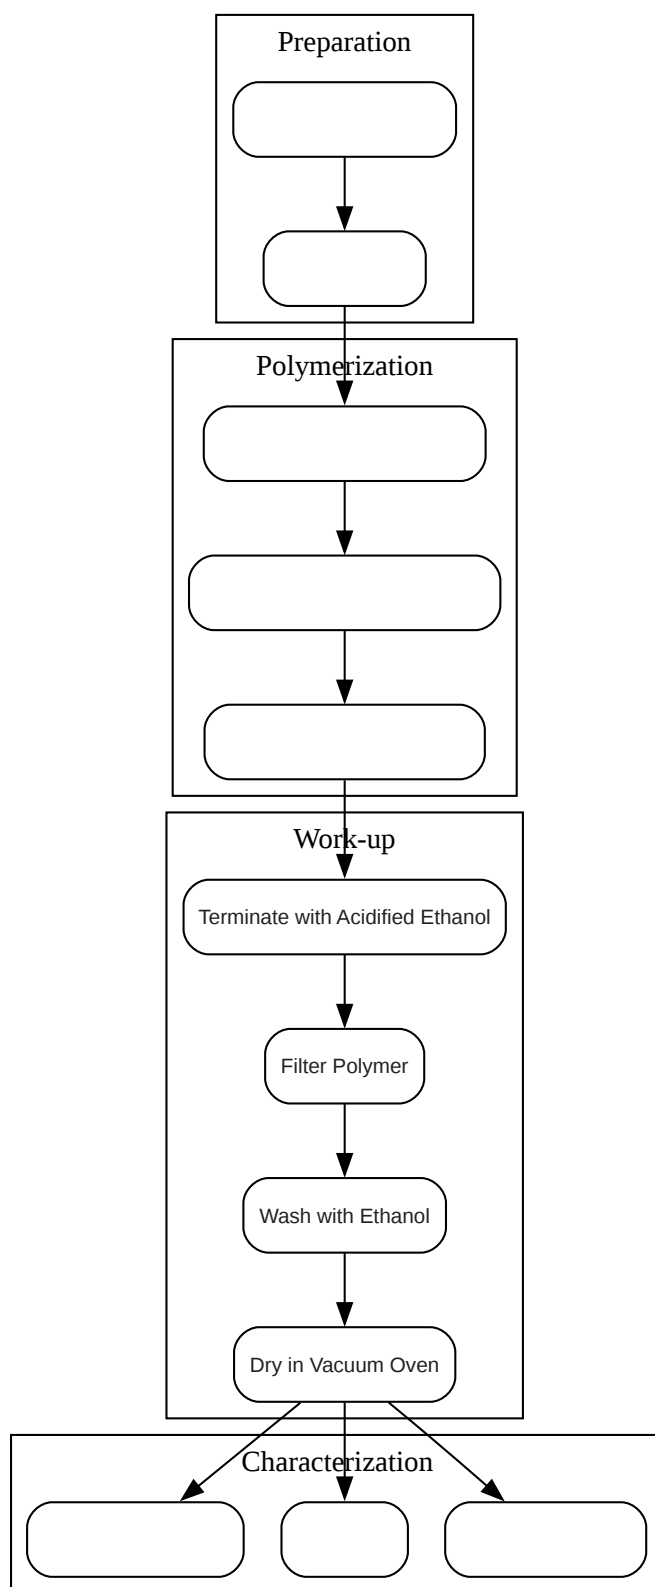 Preparation
Polymerization
Work-up
Terminate with Acidified Ethanol
Filter Polymer
Wash with Ethanol
Dry in Vacuum Oven
Characterization